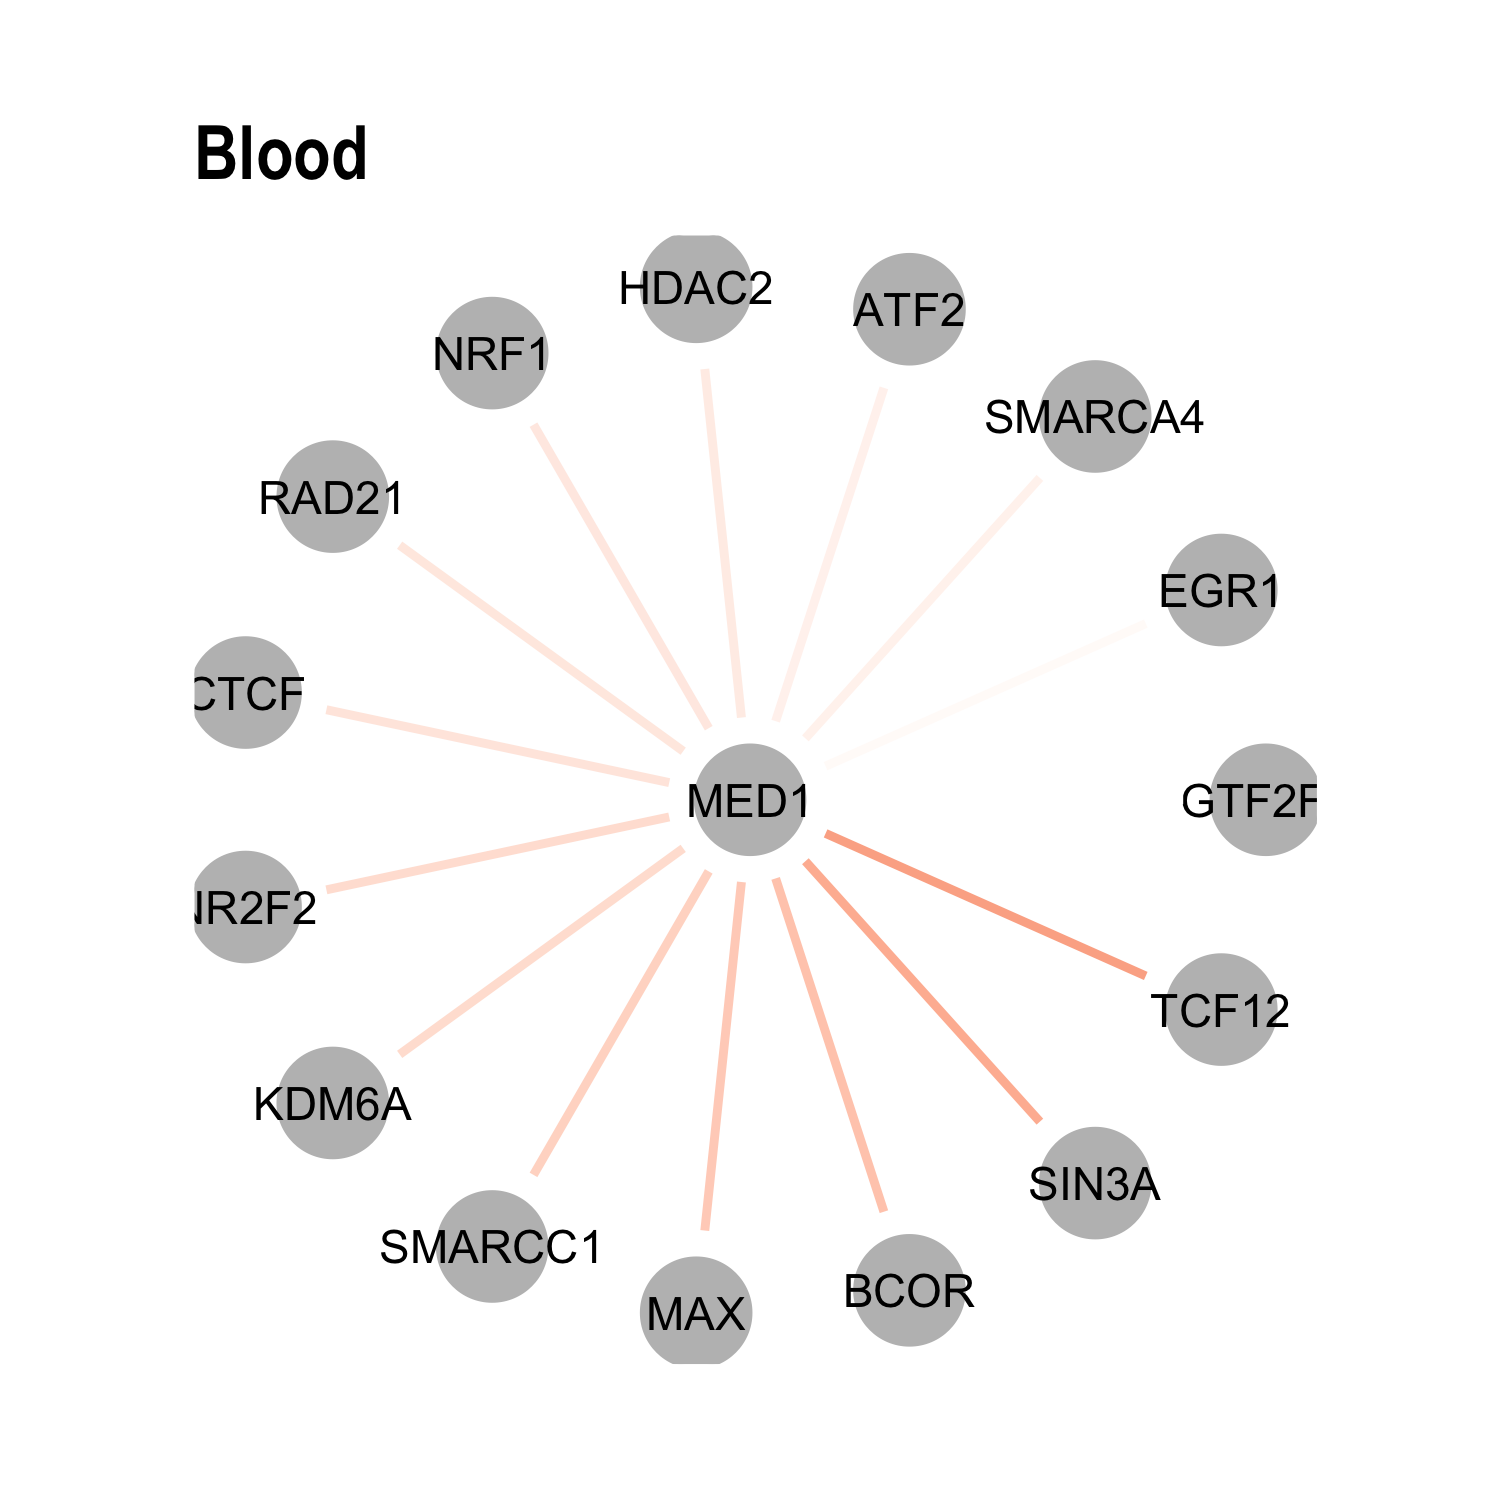 Blood
HDAC2
ATF2
NRF1
SMARCA4
RAD21
EGR1
CTCF
MED1
GTF2F
NR2F2
TCF12
KDM6A
SIN3A
SMARCC1
BCOR
MAX